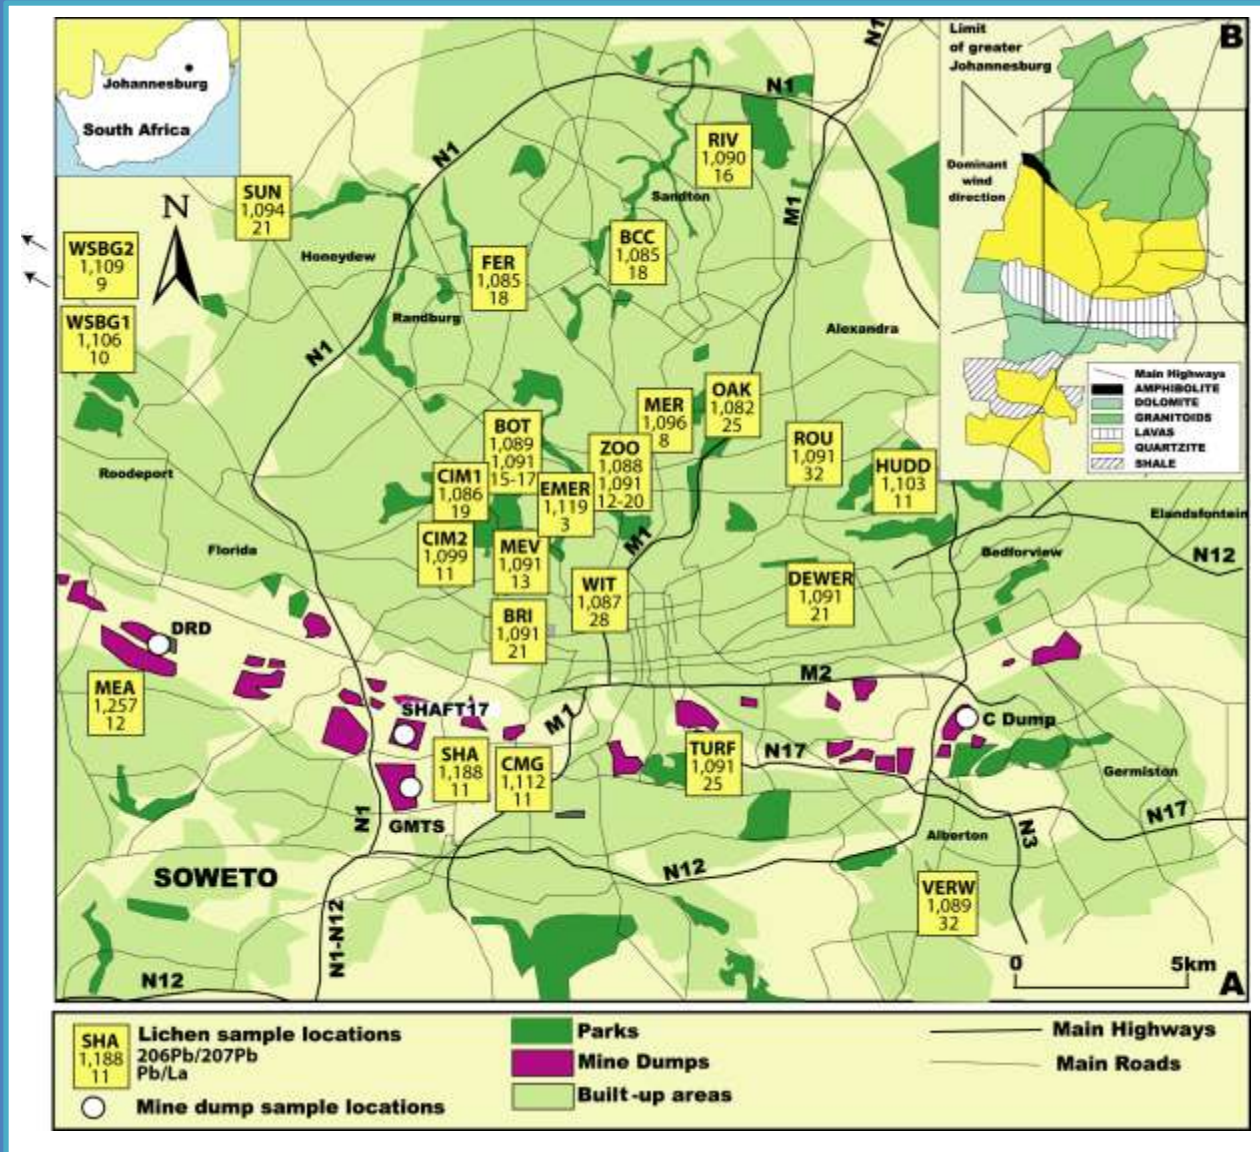 Johannesburg
South Africa
N
N1
N1
N1
N1
M1
B
Limit
of greater
Johannesburg
Dominant
wind
direction
Main Highways
AMPHIBOLITE
DOLOMITE
GRANITOIDS
LAVAS
QUARTZITE
SHALE
RIV
1,090
16
Sandton
SUN
1,094
21
Honeydew
WSBG2
1,109
9
BCC
1,085
18
FER
1,085
18
WSBG1
1,106
10
Randburg
Alexandra
OAK
1,082
25
MER
1,096
8
BOT
1,089
1,091
15-17
ZOO
1,088
1,091
12-20
ROU
1,091
32
HUDD
1,103
11
Roodeport
CIM1
1,086
19
EMER
1,119
3
Elandsfontein
CIM2
1,099
11
MEV
1,091
13
M1
Florida
Bedforview
N12
WIT
1,087
28
DEWER
1,091
21
BRI
1,091
21
DRD
M2
MEA
1,257
12
SHAFT17
M1
C Dump
SHA
1,188
11
CMG
1,112
11
TURF
1,091
25
N17
Germiston
N1
GMTS
Alberton
N3
N17
SOWETO
N12
VERW
1,089
32
N1-N12
N12
0
5km
A
SHA
1,188
11
Lichen sample locations
206Pb/207Pb
Pb/La
Mine dump sample locations
Parks
Mine Dumps
Built-up areas
Main Highways
Main Roads